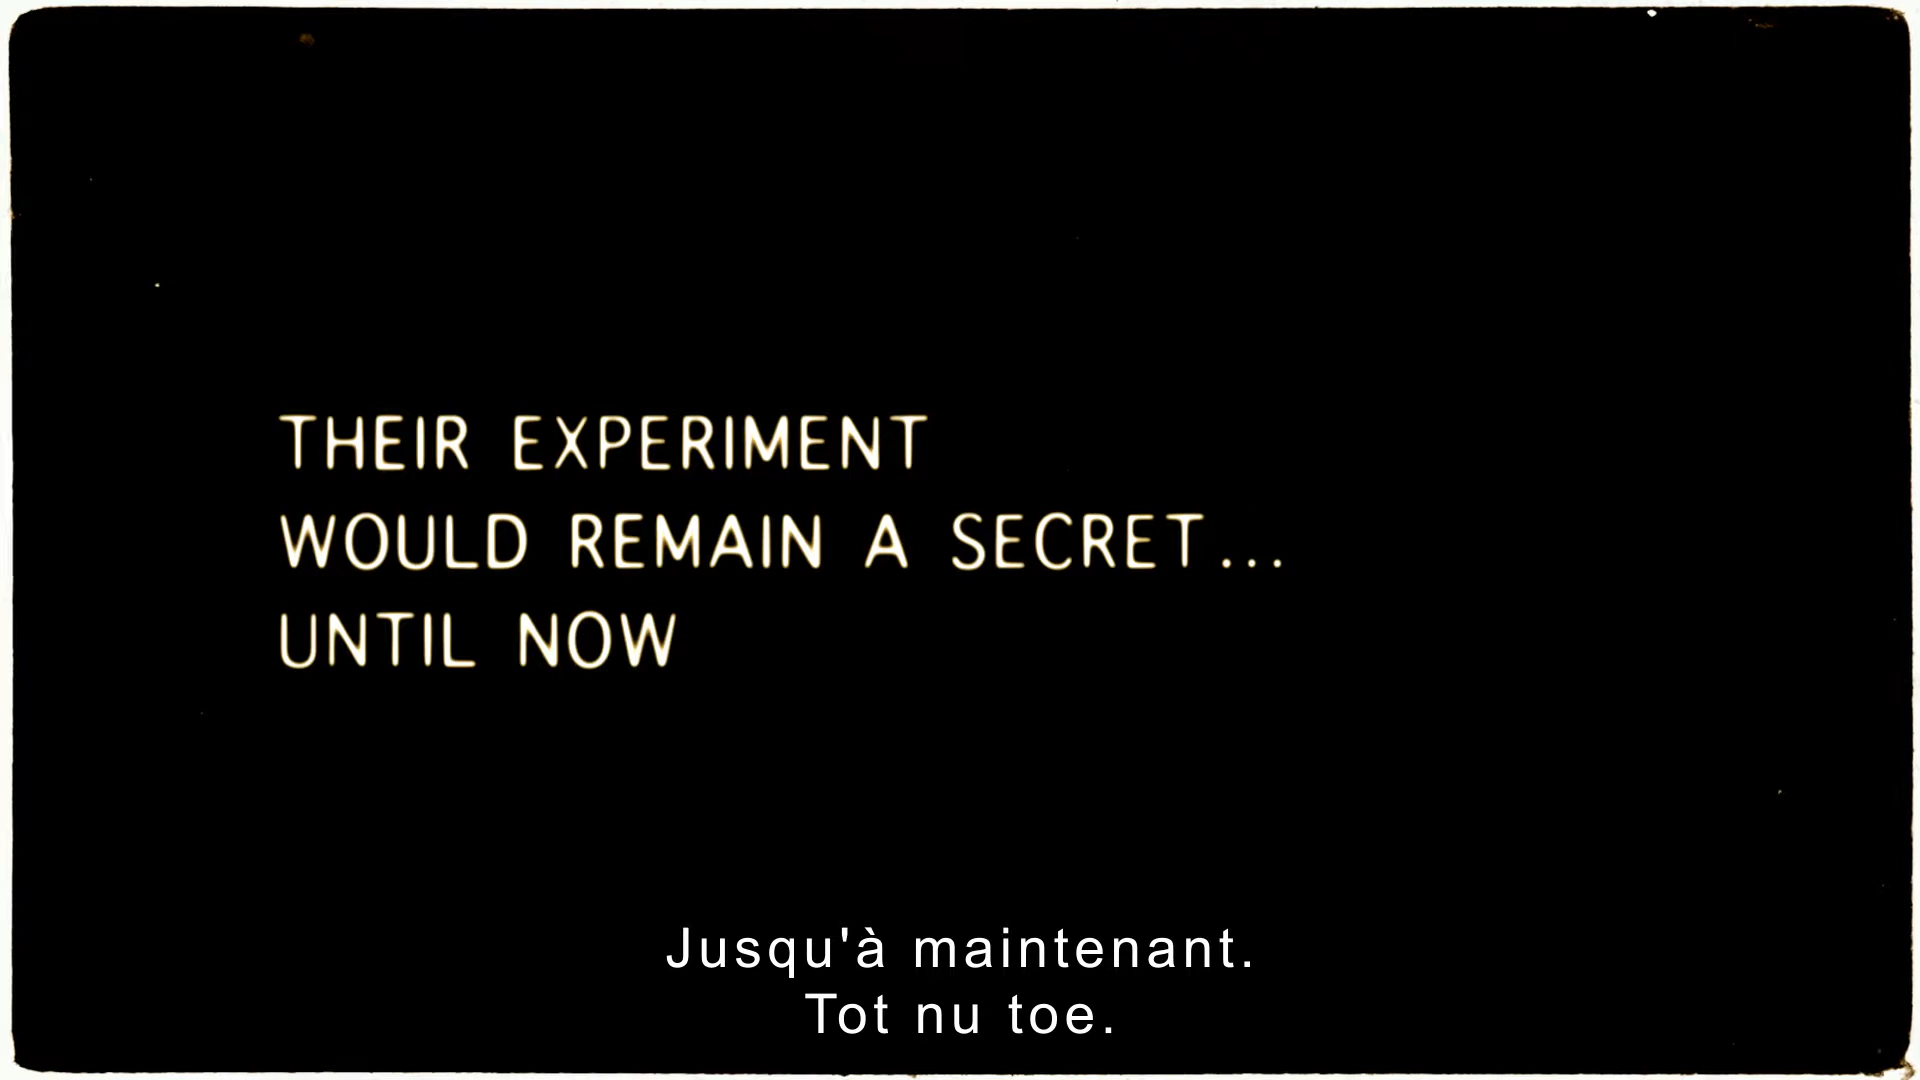 THEIR EXPERIMENT
WOULD REMAIN A SECRET...
UNTIL NOW
Jusqu'à maintenant.
Tot nu toe.